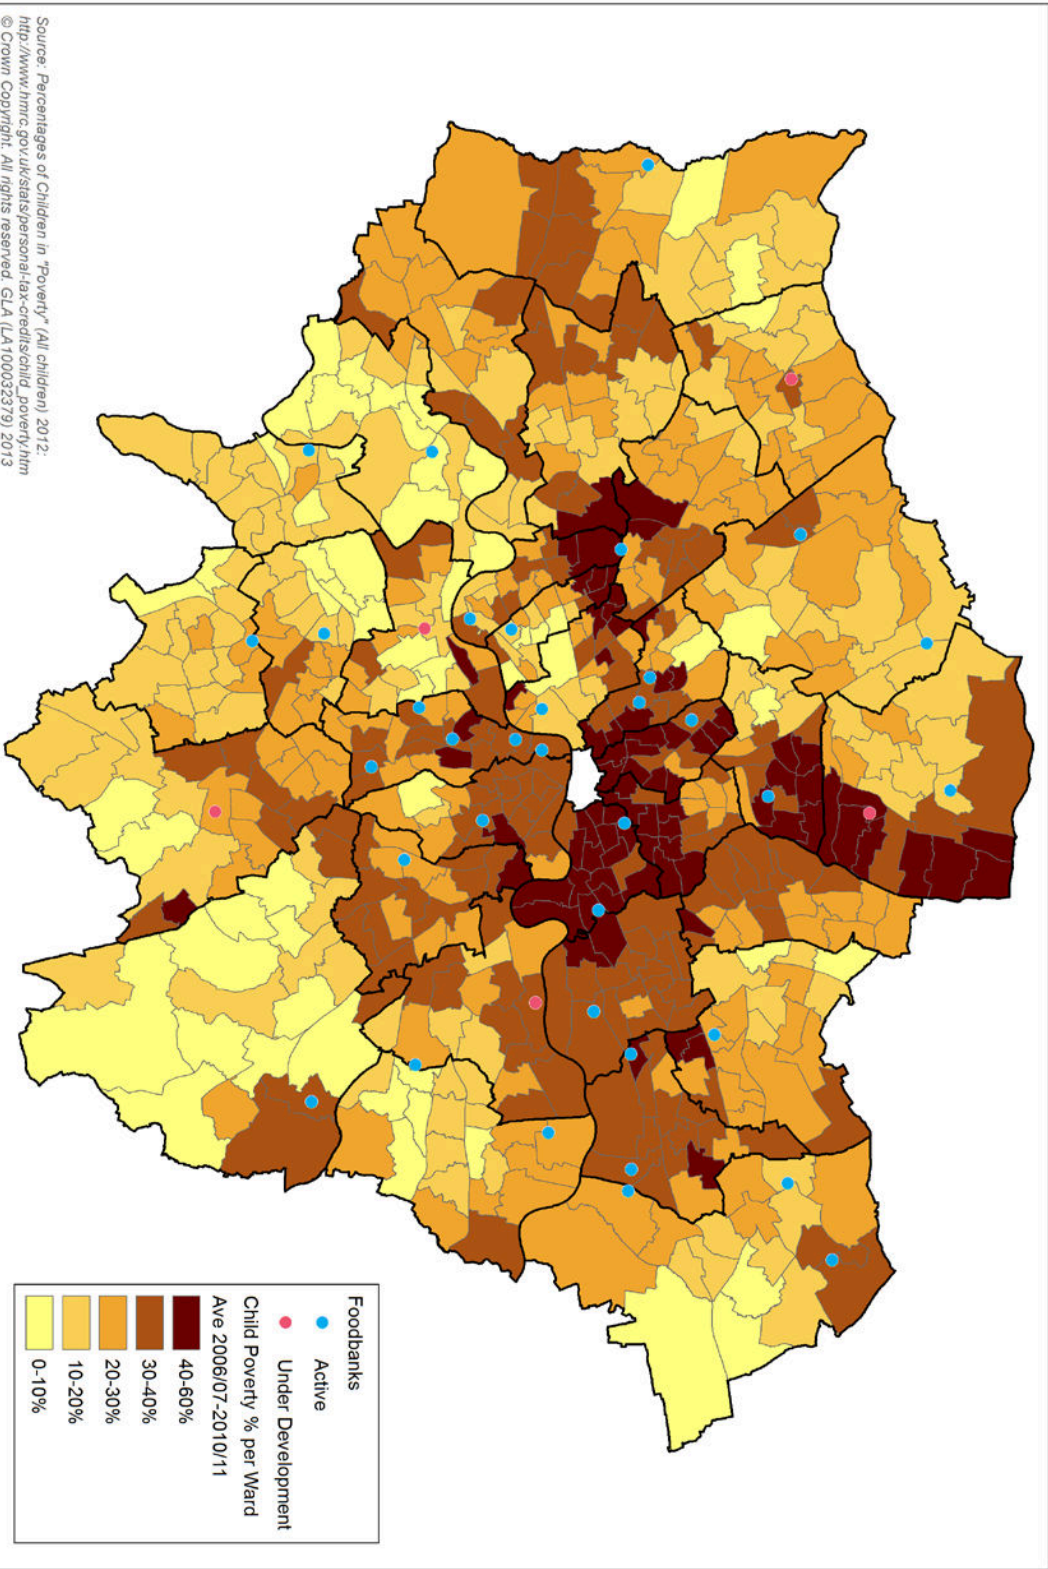 Foodbanks
Active
Under Development
Child Poverty % per Ward
Ave 2006/07-2010/11
40-60%
30-40%
20-30%
10-20%
0-10%
Source: Percentages of Children in "Poverty" (All children) 2012:
http://www.hmrc.gov.uk/stats/personal-tax-credits/child_poverty.htm
© Crown Copyright. All rights reserved. GLA (LA100032379) 2013